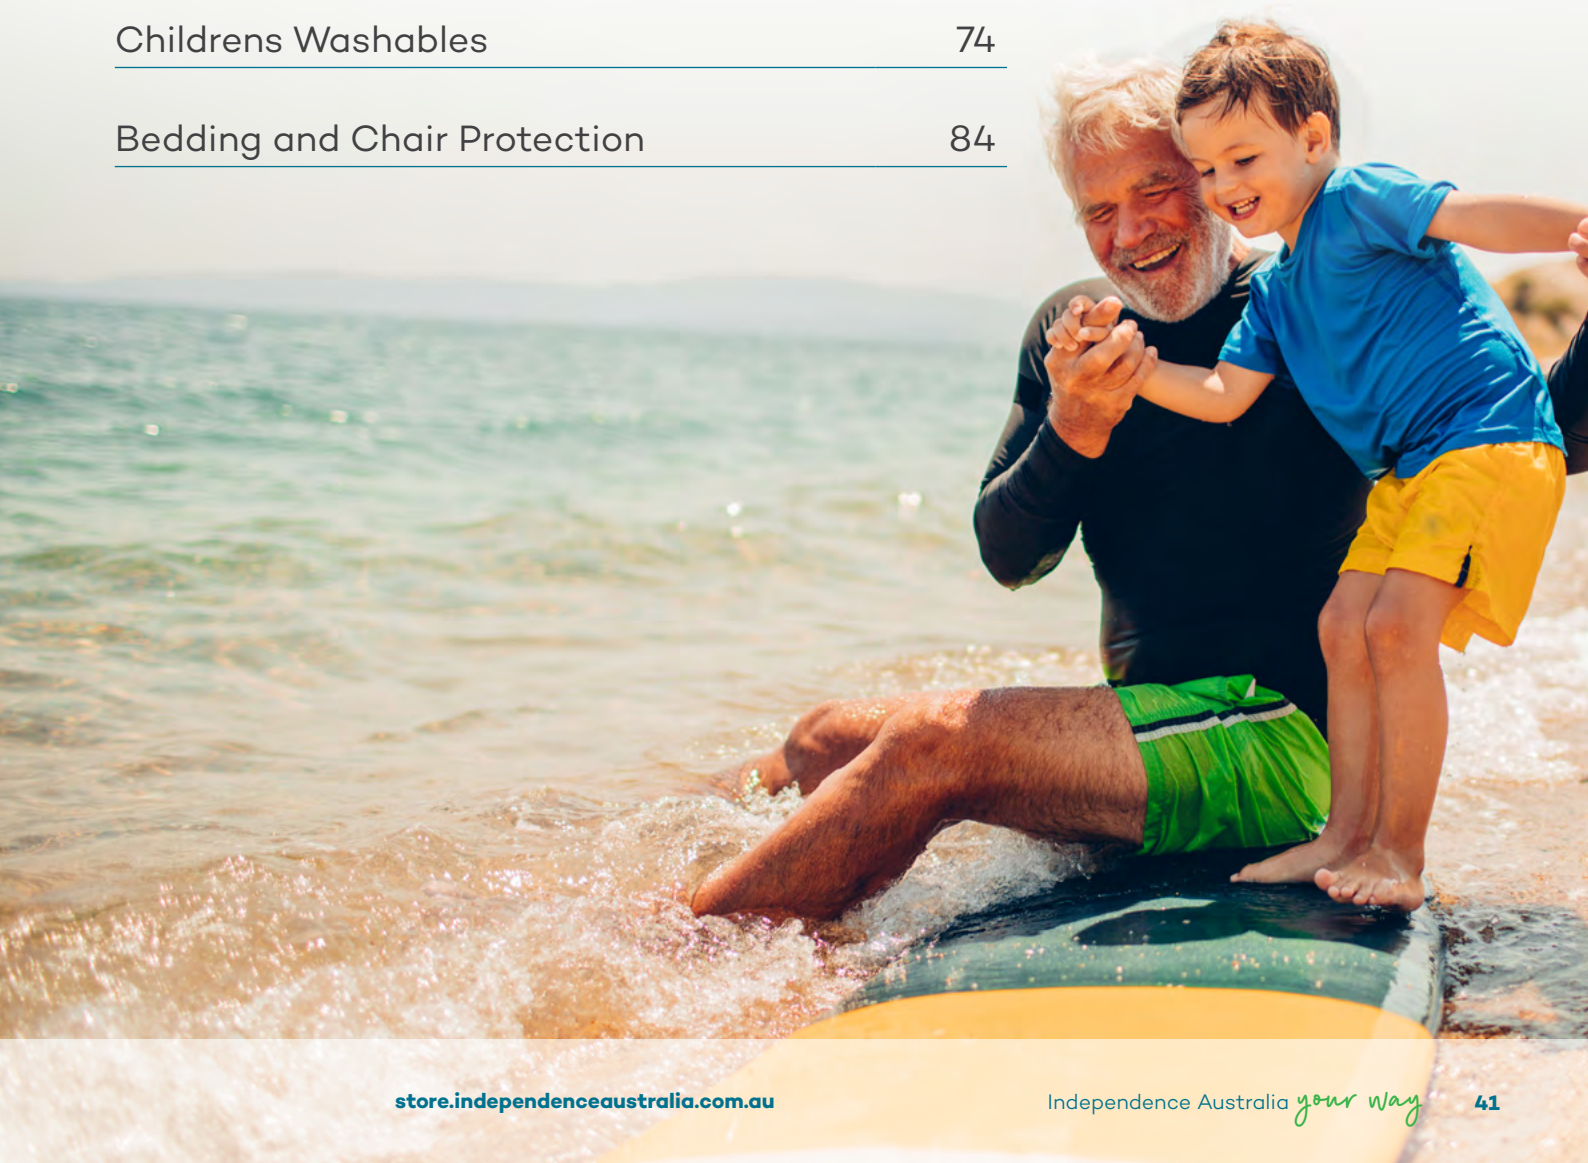 Childrens Washables 74
Bedding and Chair Protection 84
store.independenceaustralia.com.au Independence Australia your way 41